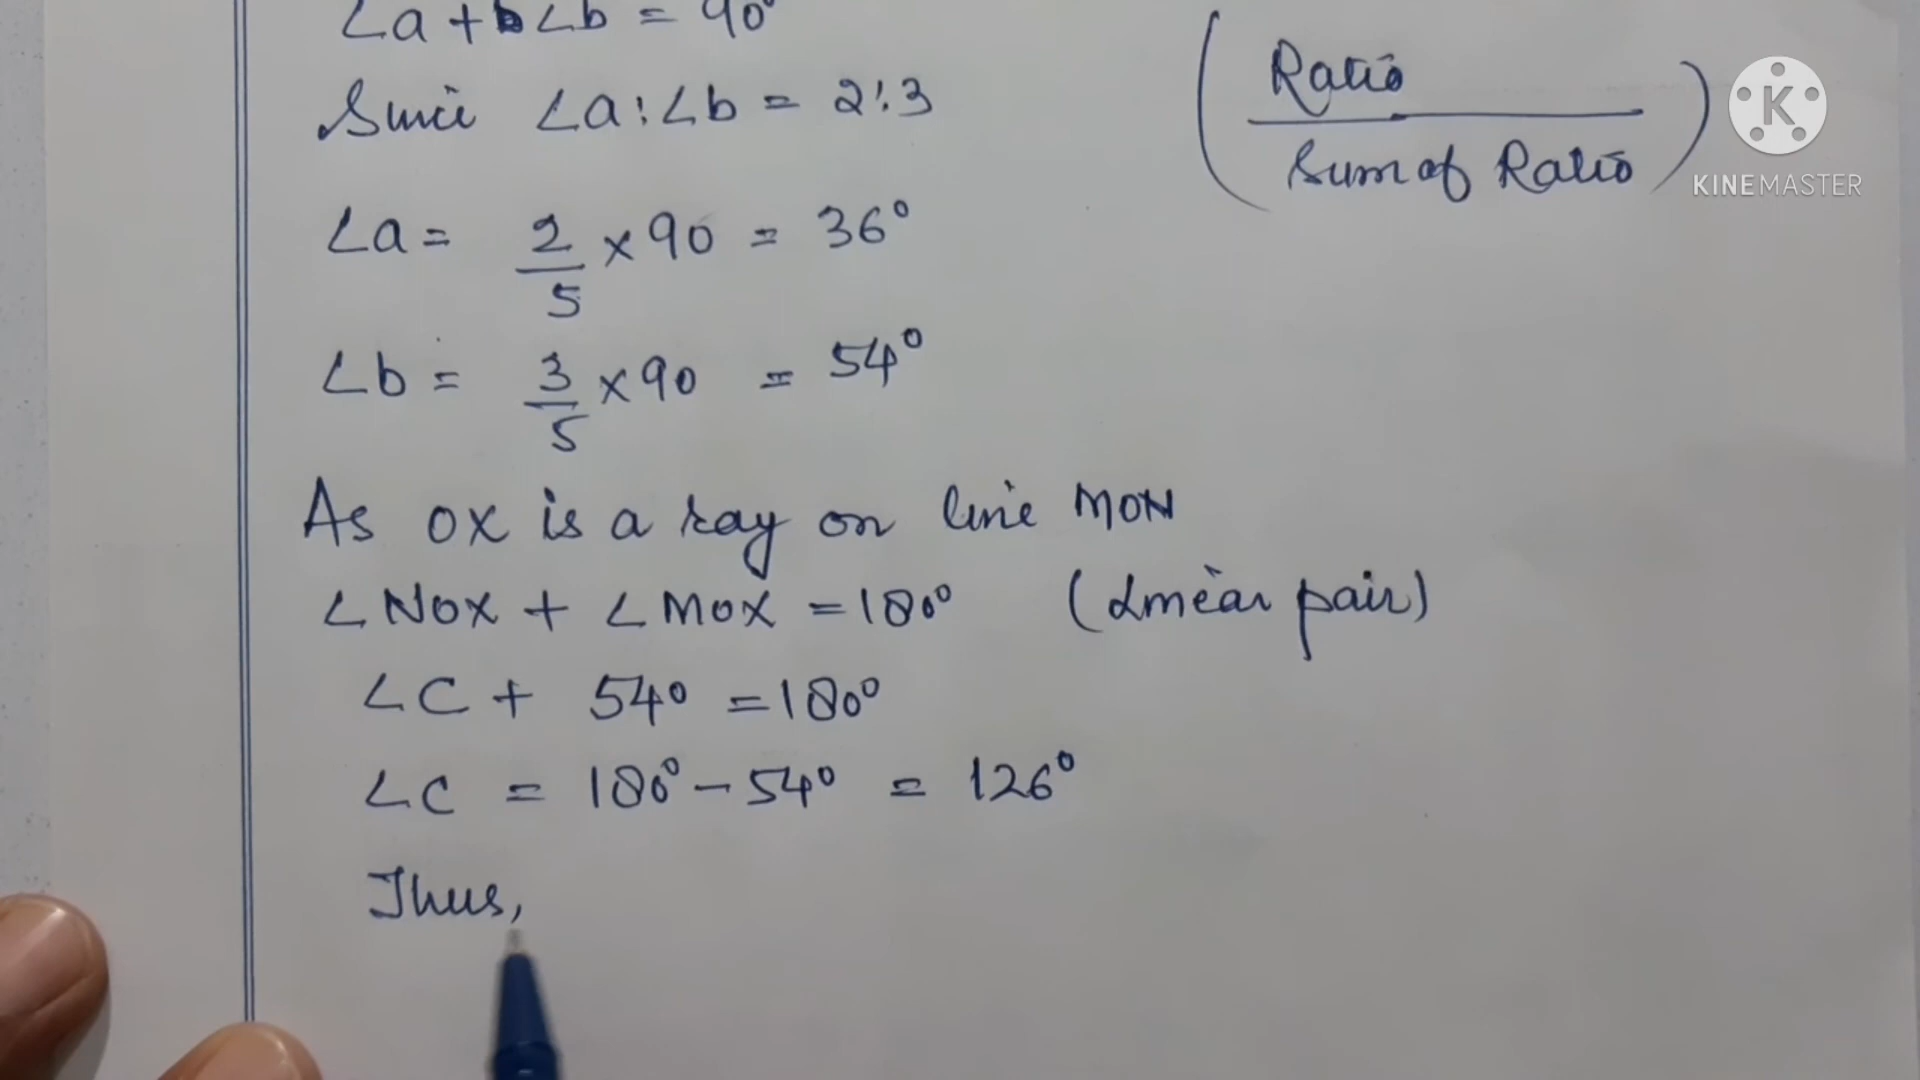 ∠a + ∠b = 90°
Since ∠a : ∠b = 2:3
(Ratio / Sum of Ratio)
K
KINEMASTER
∠a = 2/5 × 90 = 36°
∠b = 3/5 × 90 = 54°
As OX is a ray on line MON
∠NOX + ∠MOX = 180° (Linear pair)
∠C + 54° = 180°
∠C = 180° - 54° = 126°
Thus,